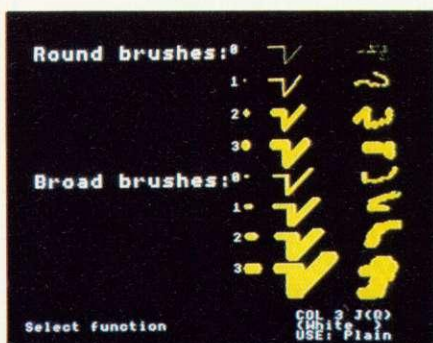 Round brushes:0
1
2
3
Broad brushes:0
1
2
3
Select function
COL 3 J(0)
(White )
USE: Plain